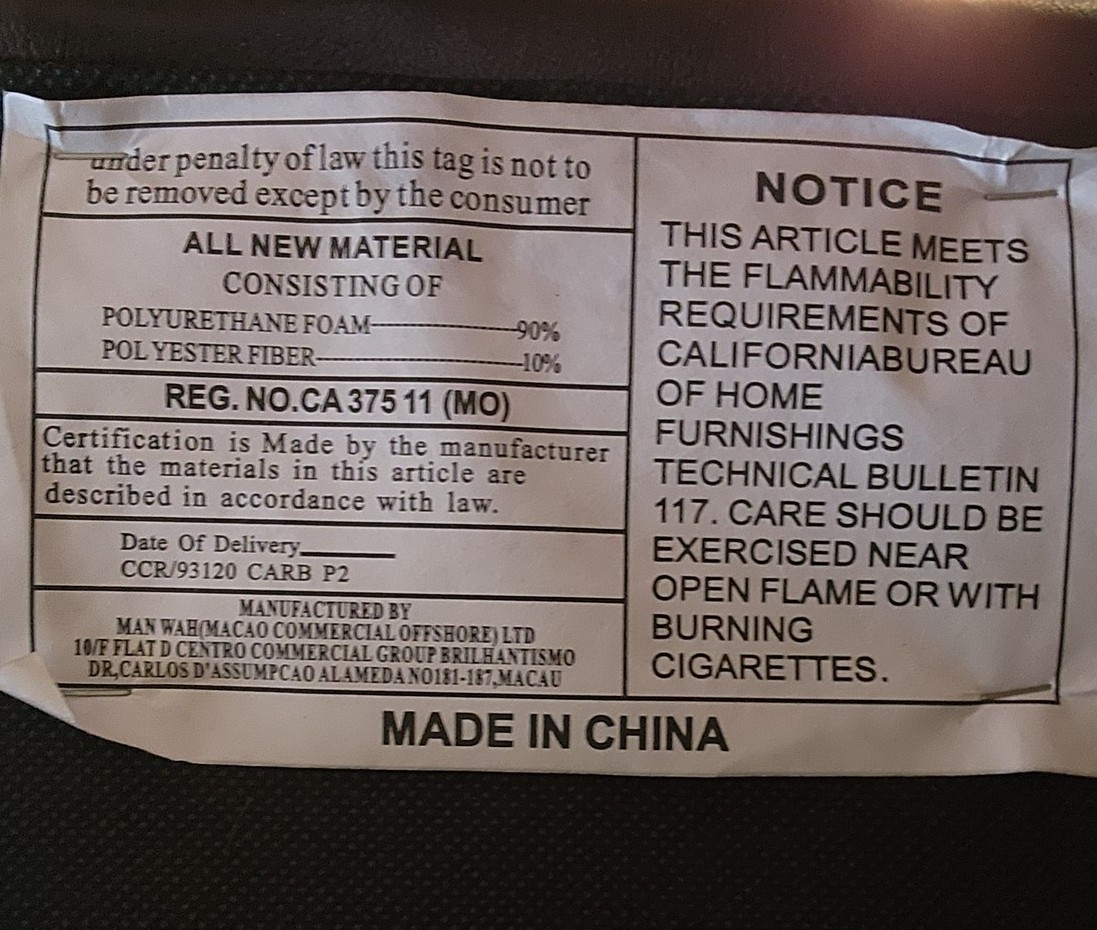 under penalty of law this tag is not to
be removed except by the consumer
ALL NEW MATERIAL
CONSISTING OF
POLYURETHANE FOAM-----------------90%
POLYESTER FIBER-----------------------10%
REG. NO.CA 375 11 (MO)
Certification is Made by the manufacturer
that the materials in this article are
described in accordance with law.
Date Of Delivery________
CCR/93120 CARB P2
MANUFACTURED BY
MAN WAH(MACAO COMMERCIAL OFFSHORE) LTD
10/F FLAT D CENTRO COMMERCIAL GROUP BRILHANTISMO
DR,CARLOS D'ASSUMPCAO ALAMEDA NO181-187,MACAU
NOTICE
THIS ARTICLE MEETS
THE FLAMMABILITY
REQUIREMENTS OF
CALIFORNIABUREAU
OF HOME
FURNISHINGS
TECHNICAL BULLETIN
117. CARE SHOULD BE
EXERCISED NEAR
OPEN FLAME OR WITH
BURNING
CIGARETTES.
MADE IN CHINA